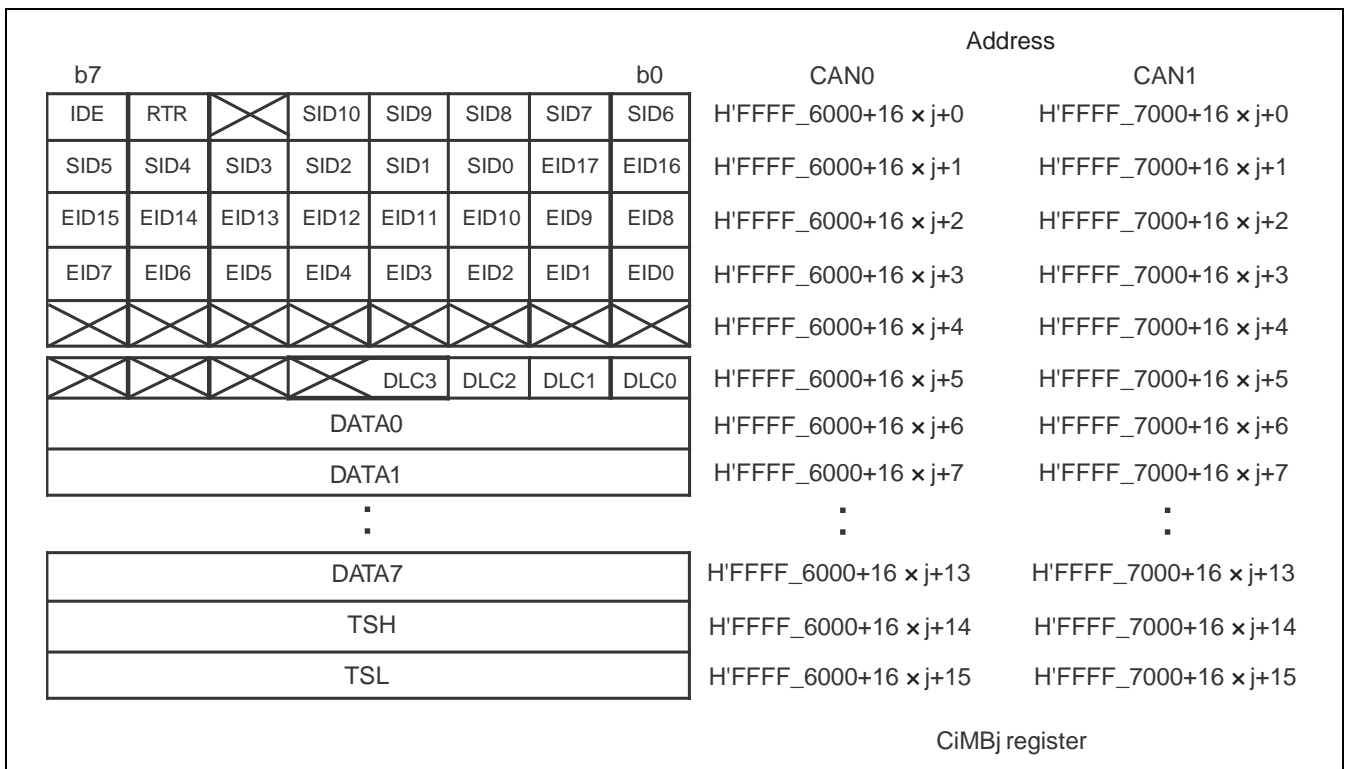 Address
b7 b0 CAN0 CAN1
IDE RTR SID10 SID9 SID8 SID7 SID6 H'FFFF_6000+16 × j+0 H'FFFF_7000+16 × j+0
SID5 SID4 SID3 SID2 SID1 SID0 EID17 EID16 H'FFFF_6000+16 × j+1 H'FFFF_7000+16 × j+1
EID15 EID14 EID13 EID12 EID11 EID10 EID9 EID8 H'FFFF_6000+16 × j+2 H'FFFF_7000+16 × j+2
EID7 EID6 EID5 EID4 EID3 EID2 EID1 EID0 H'FFFF_6000+16 × j+3 H'FFFF_7000+16 × j+3
H'FFFF_6000+16 × j+4 H'FFFF_7000+16 × j+4
DLC3 DLC2 DLC1 DLC0 H'FFFF_6000+16 × j+5 H'FFFF_7000+16 × j+5
DATA0 H'FFFF_6000+16 × j+6 H'FFFF_7000+16 × j+6
DATA1 H'FFFF_6000+16 × j+7 H'FFFF_7000+16 × j+7
: : :
DATA7 H'FFFF_6000+16 × j+13 H'FFFF_7000+16 × j+13
TSH H'FFFF_6000+16 × j+14 H'FFFF_7000+16 × j+14
TSL H'FFFF_6000+16 × j+15 H'FFFF_7000+16 × j+15
CiMBj register